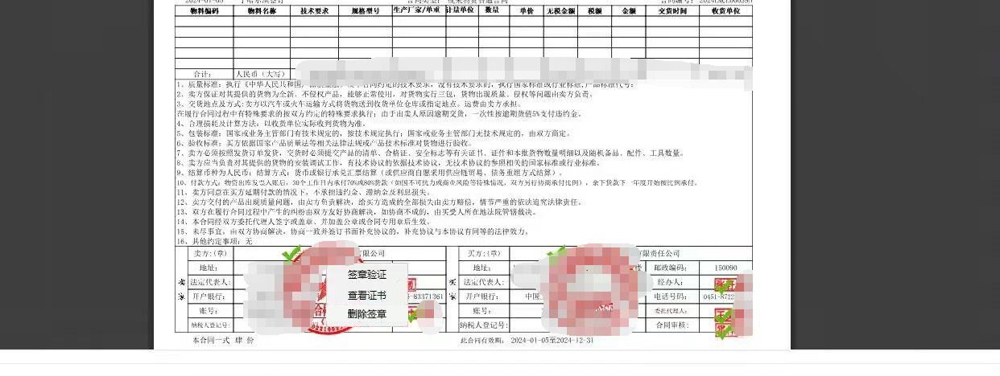 2024-01-05
物料编码 物料名称 技术要求 规格型号 生产厂家/单重 计量单位 数量 单价 无税金额 税额 金额 交货时间 收货单位
合计: 人民币（大写）
1、质量标准：执行《中华人民共和国
没有技术要求的，执行国家标准或行业标准,产品标准代号:
2、卖方保证对其提供的货物为全新、不侵权产品，能够正常使用，对货物实行三包，货物出现质量、侵权等问题由卖方负责。
3、交货地点及方式:卖方以汽车或火车运输方式将货物送到收货单位仓库或指定地点。运费由卖方承担。
在履行合同过程中有特殊要求的按双方约定的特殊要求执行；由于出卖人原因逾期交货，一次性按逾期货值5%支付违约金。
4、合理损耗及计算方法：以收货单位实际收到货物为准。
5、包装标准：国家或业务主管部门有技术规定的，按技术规定执行；国家或业务主管部门无技术规定的，由双方商定。
6、验收标准：买方依据国家产品质量法等相关法律法规或产品技术标准对货物进行验收。
7、卖方必须按照发货订单发货，交货时必须提交产品的清单、合格证、安全标志等有关证书、证件和本批货物数量明细以及随机备品、配件、工具数量。
8、卖方应当负责对其提供的货物的安装调试工作，有技术协议的依据技术协议，无技术协议的参照相关的国家标准或行业标准。
9、结算币种为人民币：结算方式：货币或银行承兑汇票结算（或供应商自愿采用供应链贸易、债务重组方式结算）。
10、付款方式：物资出库发票入账后，30个工作日内承付70%或80%货款（如因不可抗力或商业风险等特殊情况，双方另行协商承付比例），余下货款下一年度开始按比例承付。
11、卖方同意在买方延期付款的情况下，不承担违约金、滞纳金及利息损失。
12、卖方交付的产品出现质量问题，由卖方负责解决，给买方造成的全部损失由卖方赔偿，情节严重的依法追究法律责任。
13、双方在履行合同过程中产生的纠纷由双方友好协商解决，如协商不成的，由买受人所在地法院管辖裁决。
14、本合同经双方委托代理人签字或盖章、并加盖公章或合同专用章后生效。
15、未尽事宜，由双方协商解决，协商一致并签订书面补充协议的，补充协议与本协议有同等的法律效力。
16、其他约定事项：无
卖方:(章) 公司 买方:(章) 有限责任公司
地址: 地址: 邮政编码: 150090
签章验证
卖家 法定代表人: 买家 法定代表人: 经办人:
查看证书
开户银行: 83371361 开户银行: 中国 电话号码: 0451-8722
删除签章
账号: 账号: 委托代理人:
纳税人登记号: 纳税人登记号: 合同审核:
本合同一式 肆 份 此合同有效期: 2024-01-05至2024-12-31